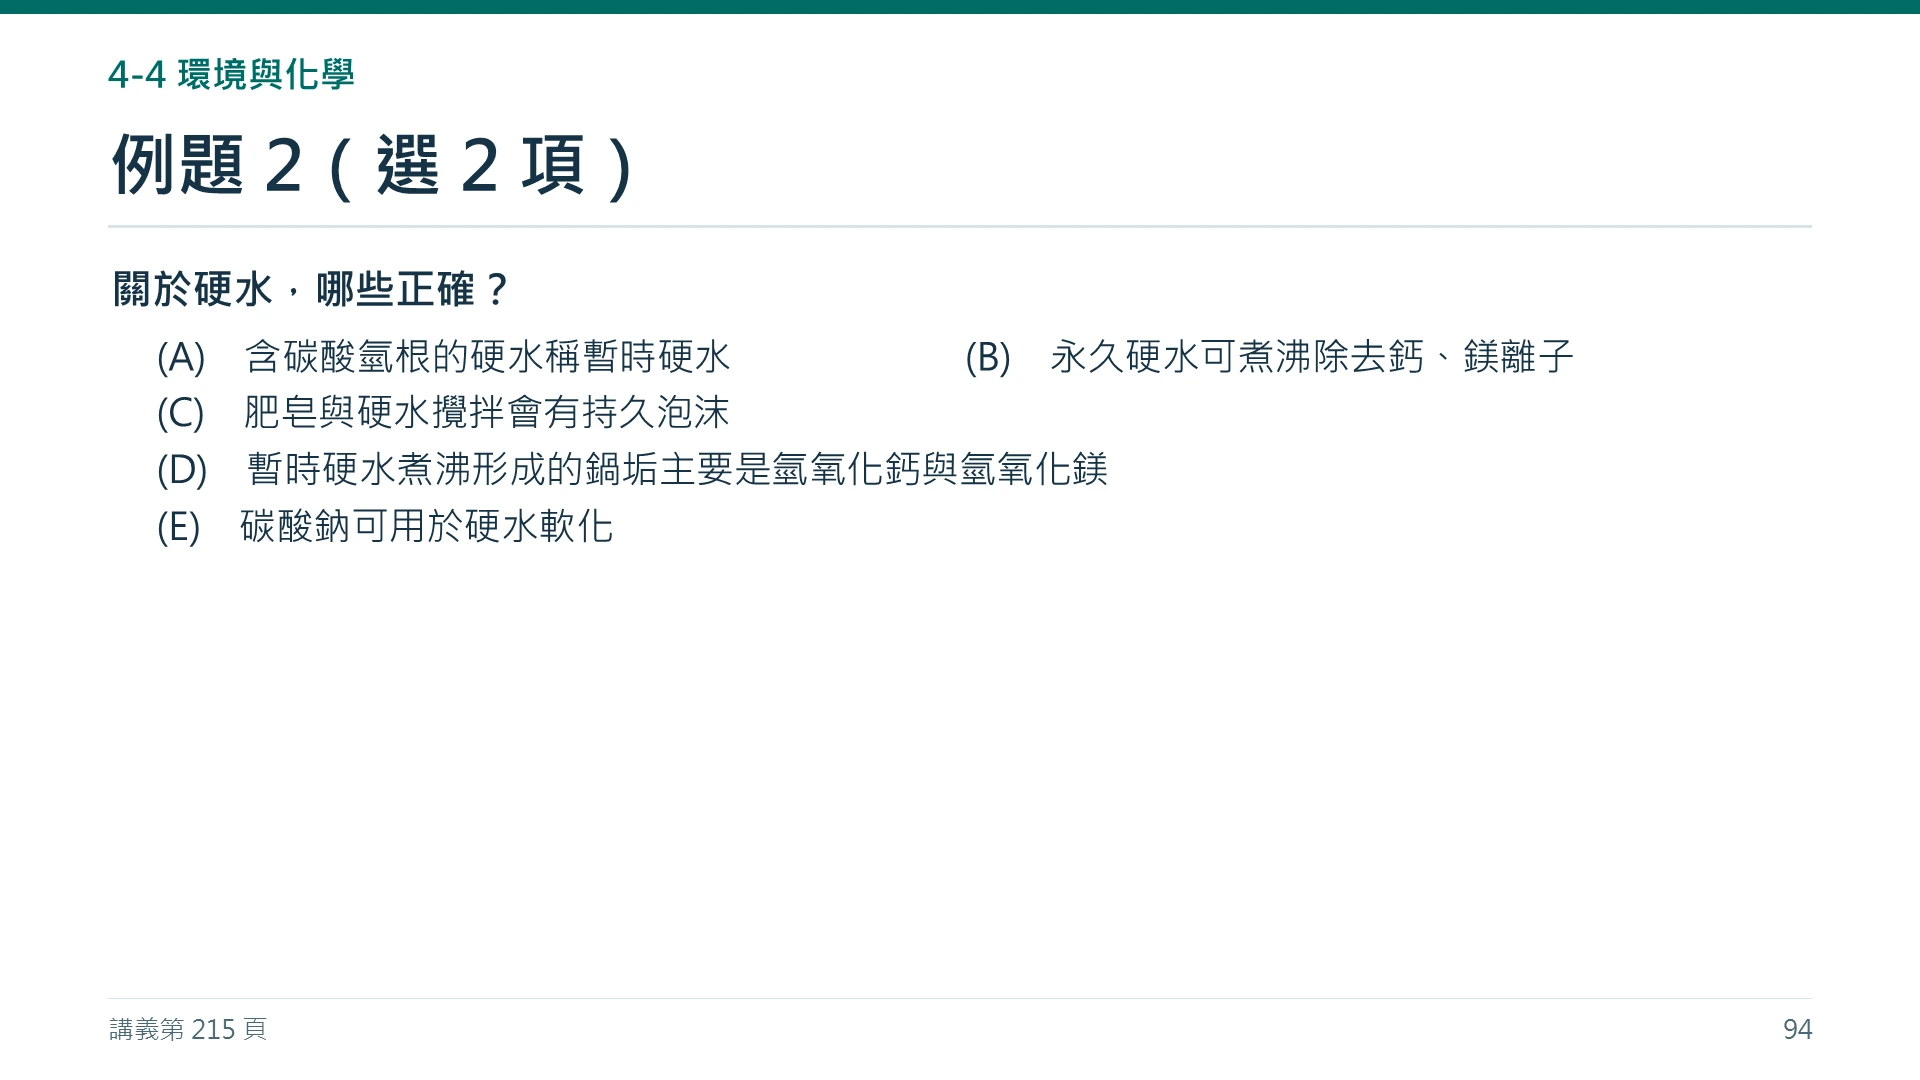 4-4 環境與化學
例題 2（選 2 項）
關於硬水，哪些正確？
(A) 含碳酸氫根的硬水稱暫時硬水 (B) 永久硬水可煮沸除去鈣、鎂離子
(C) 肥皂與硬水攪拌會有持久泡沫
(D) 暫時硬水煮沸形成的鍋垢主要是氫氧化鈣與氫氧化鎂
(E) 碳酸鈉可用於硬水軟化
講義第 215 頁
94